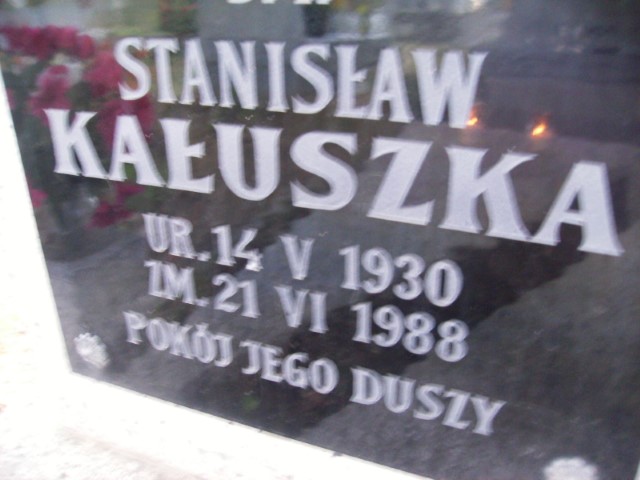 STANISŁAW
KAŁUSZKA
UR. 14 V 1930
ZM. 21 VI 1988
POKÓJ JEGO DUSZY